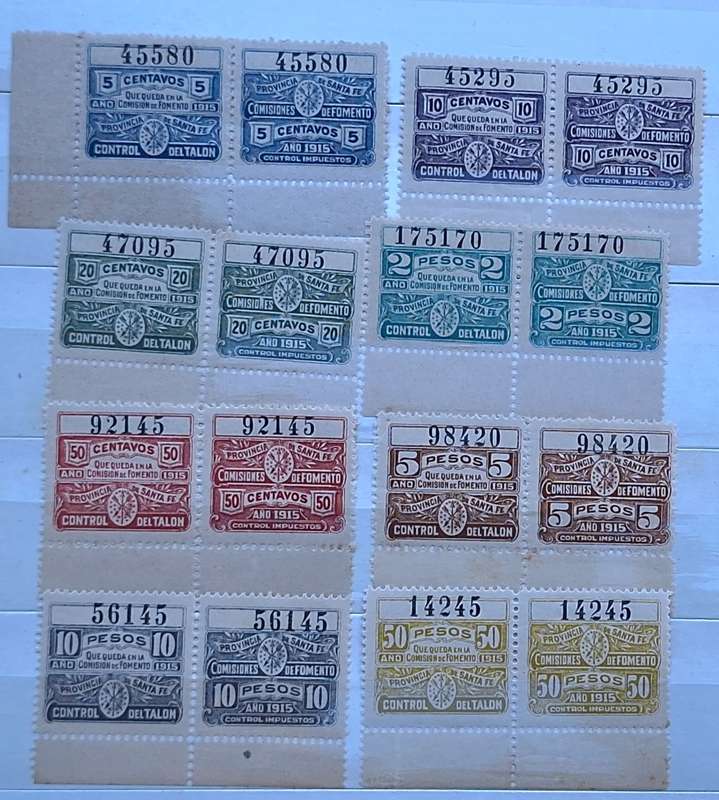 45580
5 CENTAVOS 5
QUE QUEDA EN LA
AÑO COMISION DE FOMENTO 1915
PROVINCIA DE SANTA FE
CONTROL DEL TALON
45580
PROVINCIA DE SANTA FE
COMISIONES DE FOMENTO
5 CENTAVOS 5
AÑO 1915
CONTROL IMPUESTOS
45295
10 CENTAVOS 10
QUE QUEDA EN LA
AÑO COMISION DE FOMENTO 1915
PROVINCIA DE SANTA FE
CONTROL DEL TALON
45295
PROVINCIA DE SANTA FE
COMISIONES DE FOMENTO
10 CENTAVOS 10
AÑO 1915
CONTROL IMPUESTOS
47095
20 CENTAVOS 20
QUE QUEDA EN LA
AÑO COMISION DE FOMENTO 1915
PROVINCIA DE SANTA FE
CONTROL DEL TALON
47095
PROVINCIA DE SANTA FE
COMISIONES DE FOMENTO
20 CENTAVOS 20
AÑO 1915
CONTROL IMPUESTOS
175170
2 PESOS 2
QUE QUEDA EN LA
AÑO COMISION DE FOMENTO 1915
PROVINCIA DE SANTA FE
CONTROL DEL TALON
175170
PROVINCIA DE SANTA FE
COMISIONES DE FOMENTO
2 PESOS 2
AÑO 1915
CONTROL IMPUESTOS
92145
50 CENTAVOS 50
QUE QUEDA EN LA
AÑO COMISION DE FOMENTO 1915
PROVINCIA DE SANTA FE
CONTROL DEL TALON
92145
PROVINCIA DE SANTA FE
COMISIONES DE FOMENTO
50 CENTAVOS 50
AÑO 1915
CONTROL IMPUESTOS
98420
5 PESOS 5
QUE QUEDA EN LA
AÑO COMISION DE FOMENTO 1915
PROVINCIA DE SANTA FE
CONTROL DEL TALON
98420
PROVINCIA DE SANTA FE
COMISIONES DE FOMENTO
5 PESOS 5
AÑO 1915
CONTROL IMPUESTOS
56145
10 PESOS 10
QUE QUEDA EN LA
AÑO COMISION DE FOMENTO 1915
PROVINCIA DE SANTA FE
CONTROL DEL TALON
56145
PROVINCIA DE SANTA FE
COMISIONES DE FOMENTO
10 PESOS 10
AÑO 1915
CONTROL IMPUESTOS
14245
50 PESOS 50
QUE QUEDA EN LA
AÑO COMISION DE FOMENTO 1915
PROVINCIA DE SANTA FE
CONTROL DEL TALON
14245
PROVINCIA DE SANTA FE
COMISIONES DE FOMENTO
50 PESOS 50
AÑO 1915
CONTROL IMPUESTOS